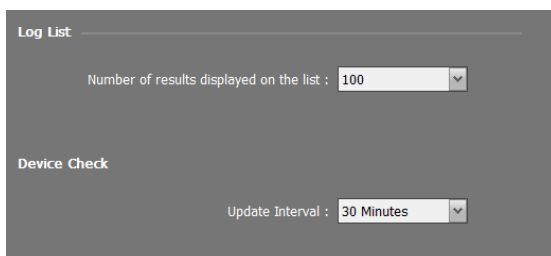 Log List
Number of results displayed on the list : 100
Device Check
Update Interval : 30 Minutes